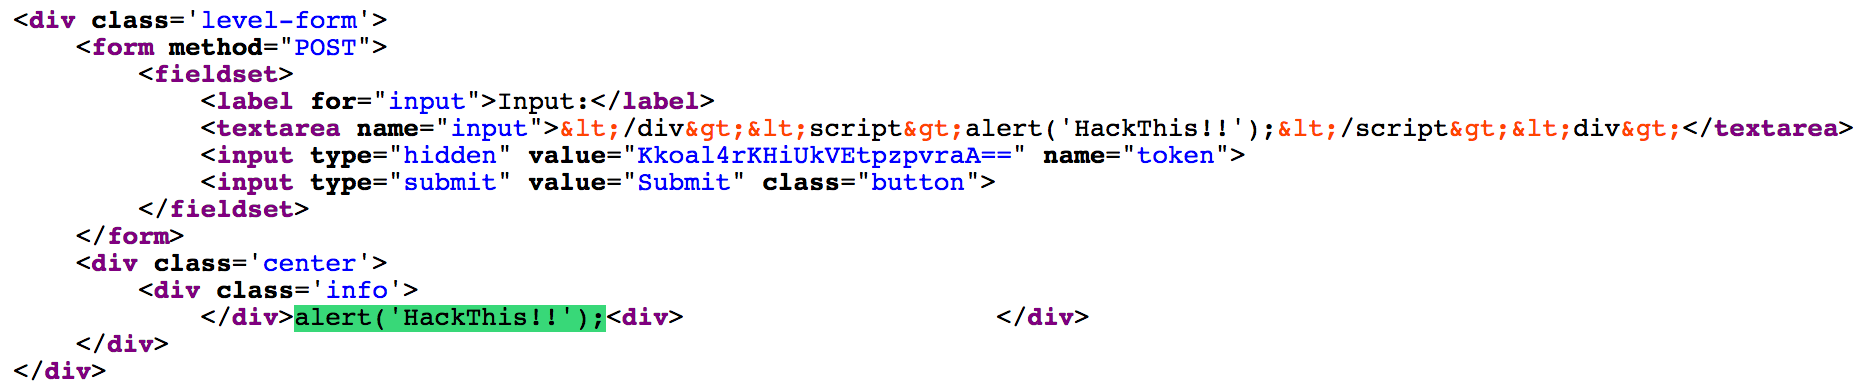 <div class='level-form'>
    <form method="POST">
        <fieldset>
            <label for="input">Input:</label>
            <textarea name="input">&lt;/div&gt;&lt;script&gt;alert('HackThis!!');&lt;/script&gt;&lt;div&gt;</textarea>
            <input type="hidden" value="Kkoal4rKHiUkVEtpzpvraA==" name="token">
            <input type="submit" value="Submit" class="button">
        </fieldset>
    </form>
    <div class='center'>
        <div class='info'>
            </div>alert('HackThis!!');<div>                    </div>
    </div>
</div>